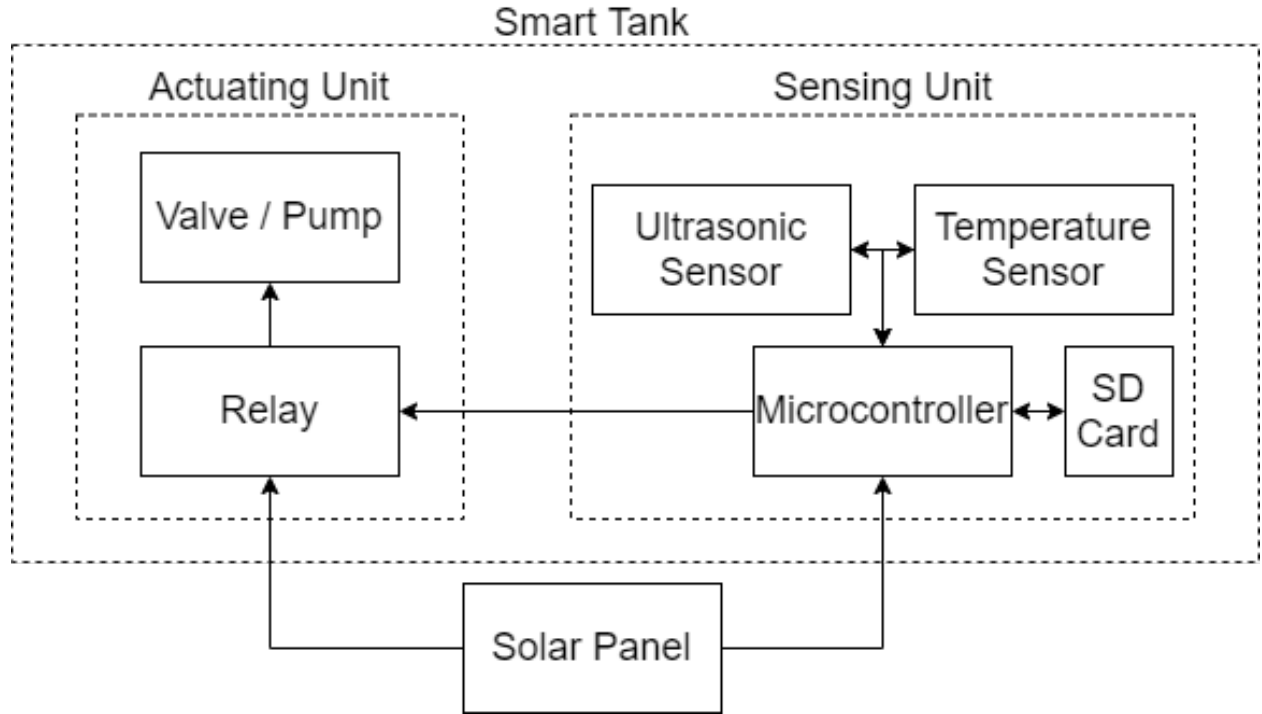 Smart Tank
Actuating Unit
Sensing Unit
Valve / Pump
Ultrasonic
Sensor
Temperature
Sensor
Relay
Microcontroller
SD
Card
Solar Panel